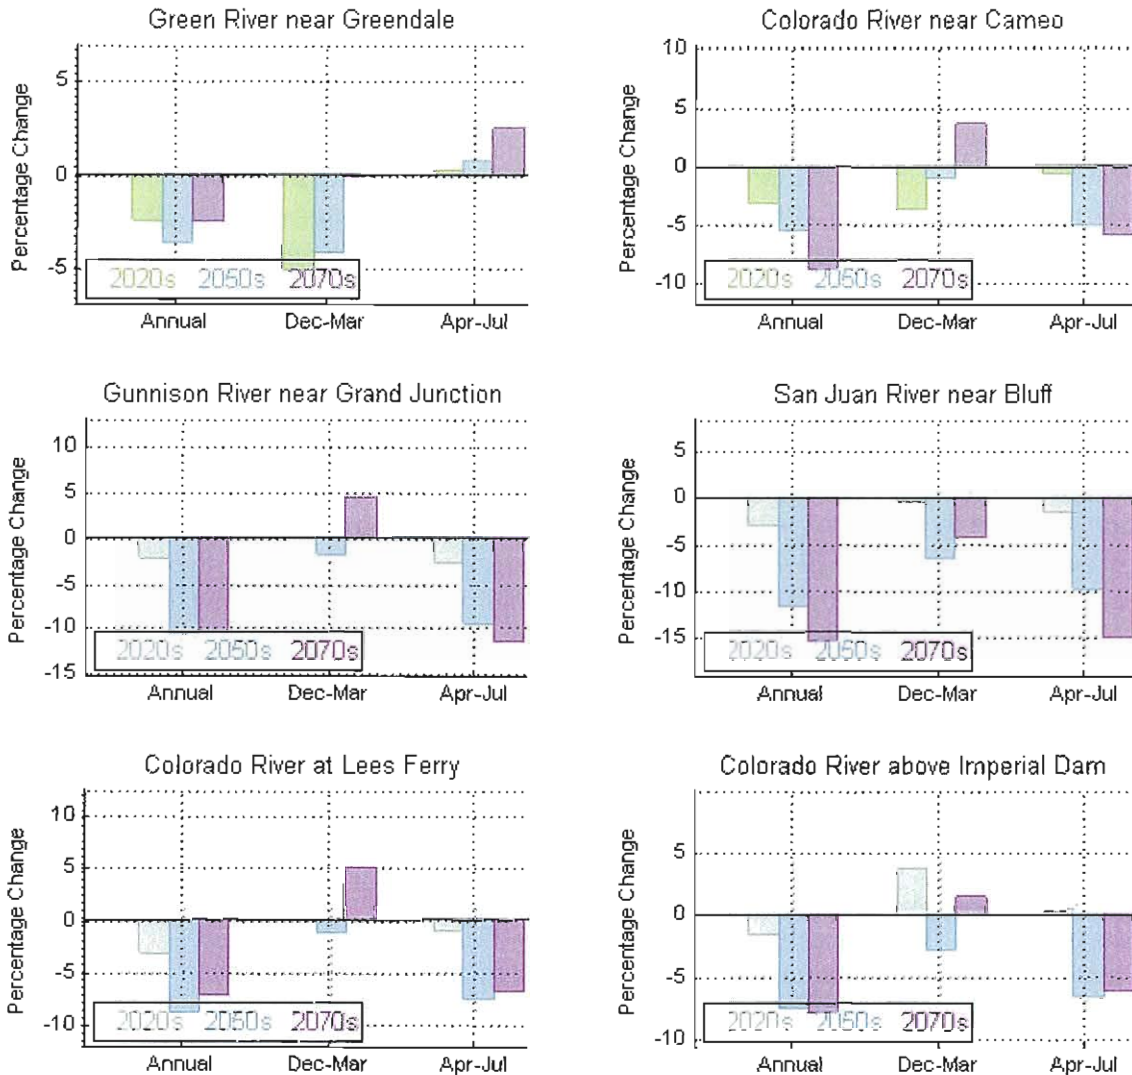 Green River near Greendale
Percentage Change
5
0
-5
2020s 2050s 2070s
Annual Dec-Mar Apr-Jul
Colorado River near Cameo
Percentage Change
10
5
0
-5
-10
2020s 2050s 2070s
Annual Dec-Mar Apr-Jul
Gunnison River near Grand Junction
Percentage Change
10
5
0
-5
-10
-15
2020s 2050s 2070s
Annual Dec-Mar Apr-Jul
San Juan River near Bluff
Percentage Change
5
0
-5
-10
-15
2020s 2050s 2070s
Annual Dec-Mar Apr-Jul
Colorado River at Lees Ferry
Percentage Change
10
5
0
-5
-10
2020s 2050s 2070s
Annual Dec-Mar Apr-Jul
Colorado River above Imperial Dam
Percentage Change
5
0
-5
-10
2020s 2050s 2070s
Annual Dec-Mar Apr-Jul